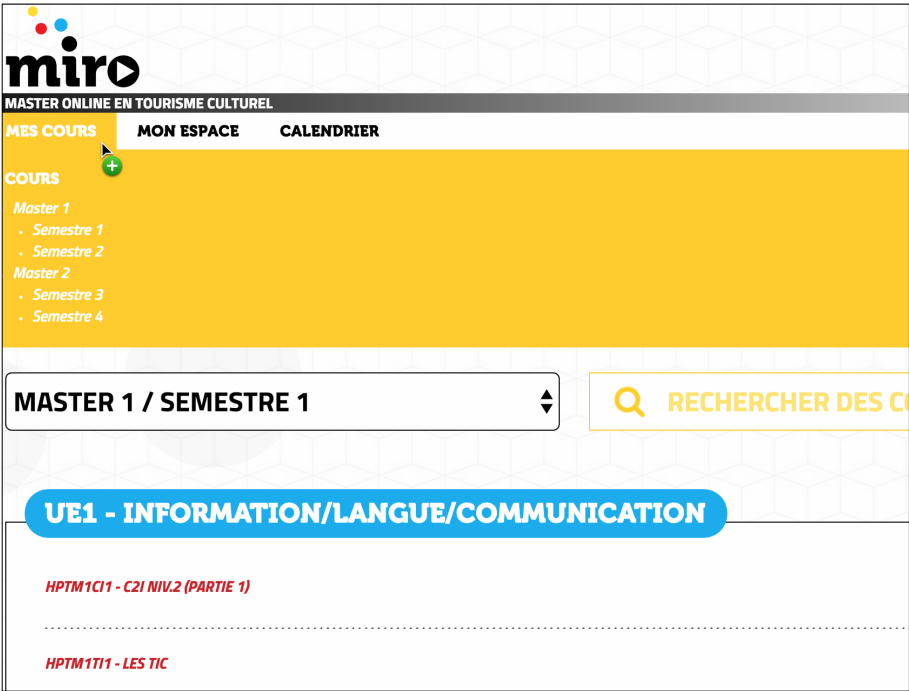 miro
MASTER ONLINE EN TOURISME CULTUREL
MES COURS MON ESPACE CALENDRIER
COURS
Master 1
• Semestre 1
• Semestre 2
Master 2
• Semestre 3
• Semestre 4
MASTER 1 / SEMESTRE 1
RECHERCHER DES
UE1 - INFORMATION/LANGUE/COMMUNICATION
HPTM1CI1 - C2I NIV.2 (PARTIE 1)
HPTM1TI1 - LES TIC